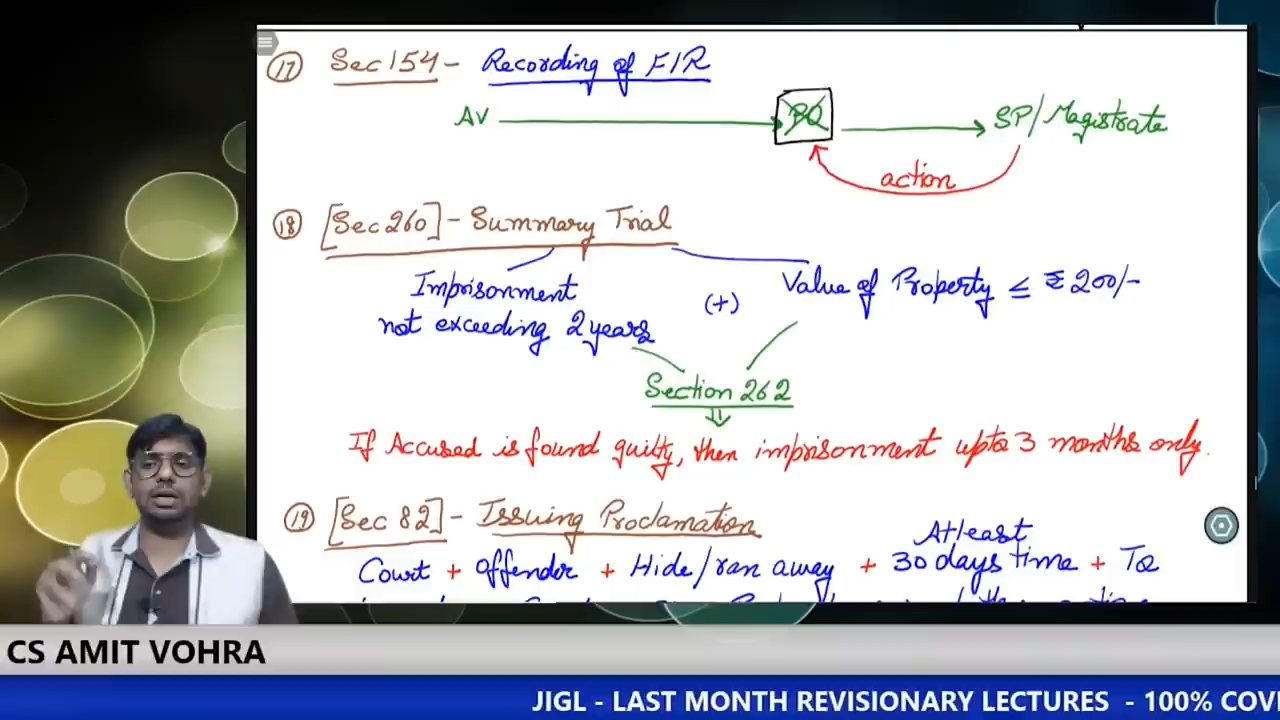 17 Sec 154 - Recording of FIR
AV PO SP/Magistrate
action
18 [Sec 260] - Summary Trial
Imprisonment not exceeding 2 years (+) Value of Property ≤ ₹200/-
Section 262
If Accused is found guilty, then imprisonment upto 3 months only.
19 [Sec 82] - Issuing Proclamation
Atleast
Court + offender + Hide/ran away + 30 days time + To
CS AMIT VOHRA
JIGL - LAST MONTH REVISIONARY LECTURES - 100% COV